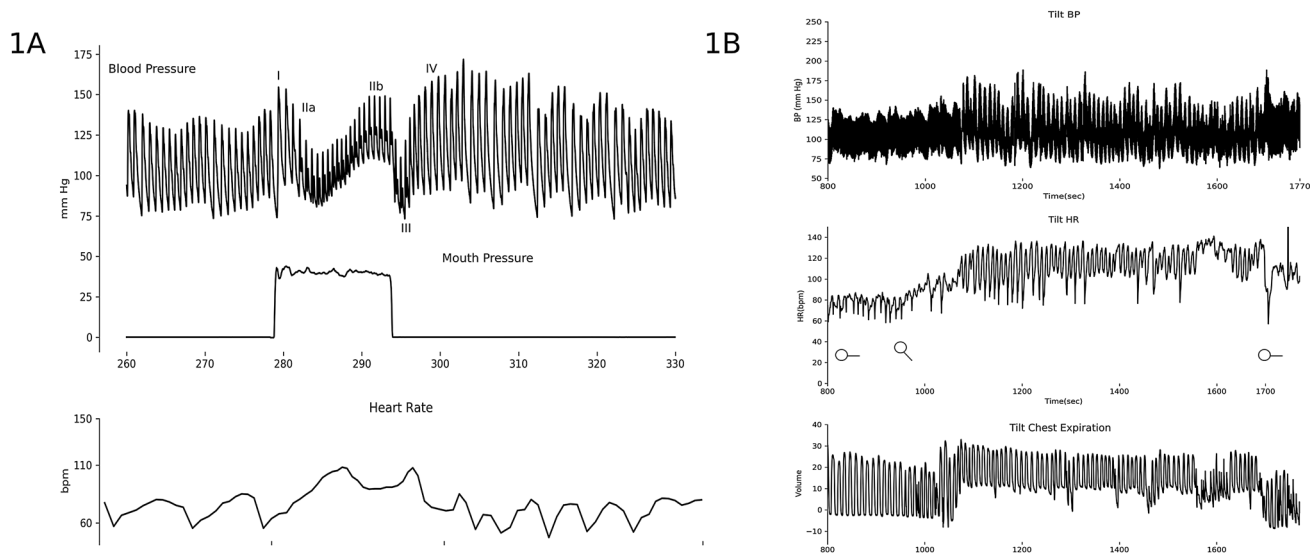 1A
175
Blood Pressure
I
IIa
IIb
IV
150
125
100
75
III
mm Hg
Mouth Pressure
50
25
0
260 270 280 290 300 310 320 330
Heart Rate
150
110
60
bpm
1B
Tilt BP
250
225
200
175
150
125
100
75
50
BP (mm Hg)
800 1000 1200 1400 1600 1770
Time(sec)
Tilt HR
140
120
100
80
60
40
20
0
HR(bpm)
800 1000 1200 1400 1600 1700
Time(sec)
Tilt Chest Expiration
40
30
20
10
0
−10
Volume
800 1000 1200 1400 1600 1770